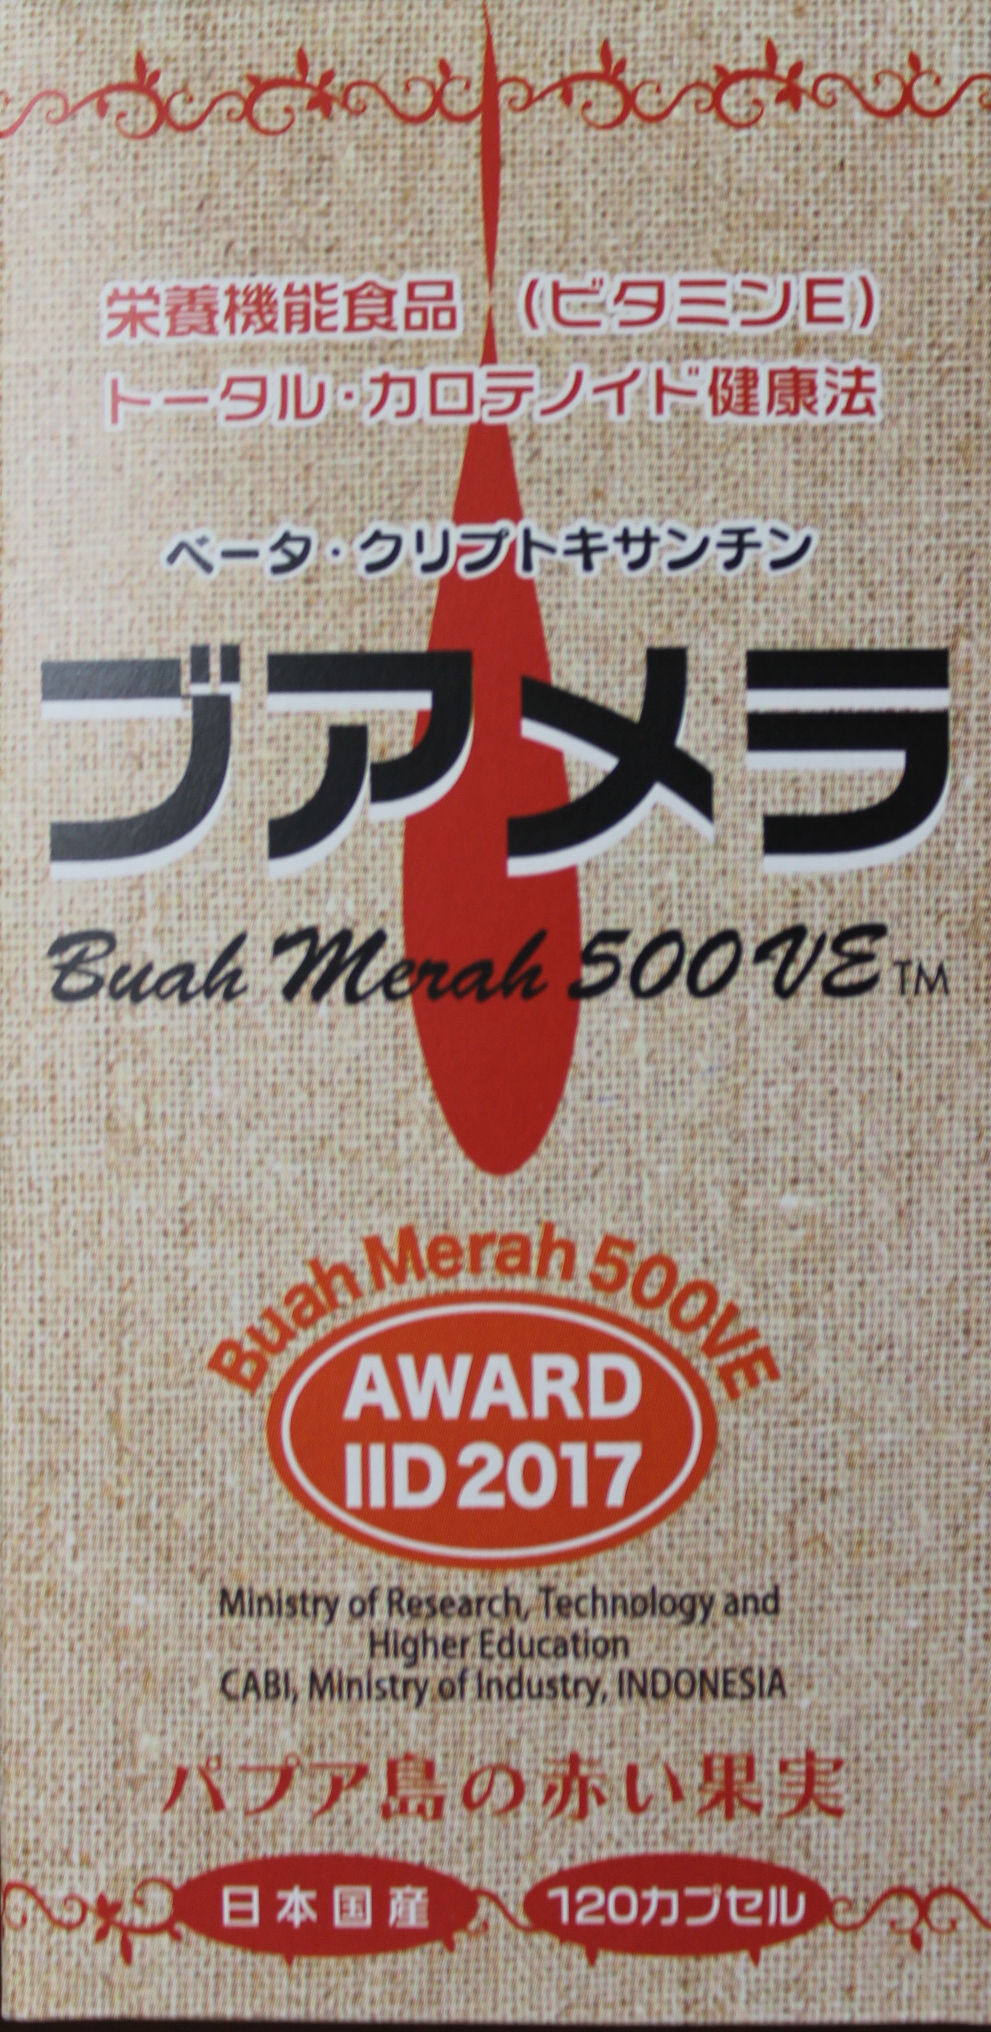 栄養機能食品 (ビタミンE)
トータル・カロテノイド健康法
ベータ・クリプトキサンチン
ブアメラ
Buah Merah 500VE TM
Buah Merah 500VE
AWARD
IID 2017
Ministry of Research, Technology and
Higher Education
CABI, Ministry of Industry, INDONESIA
パプア島の赤い果実
日本国産 120カプセル